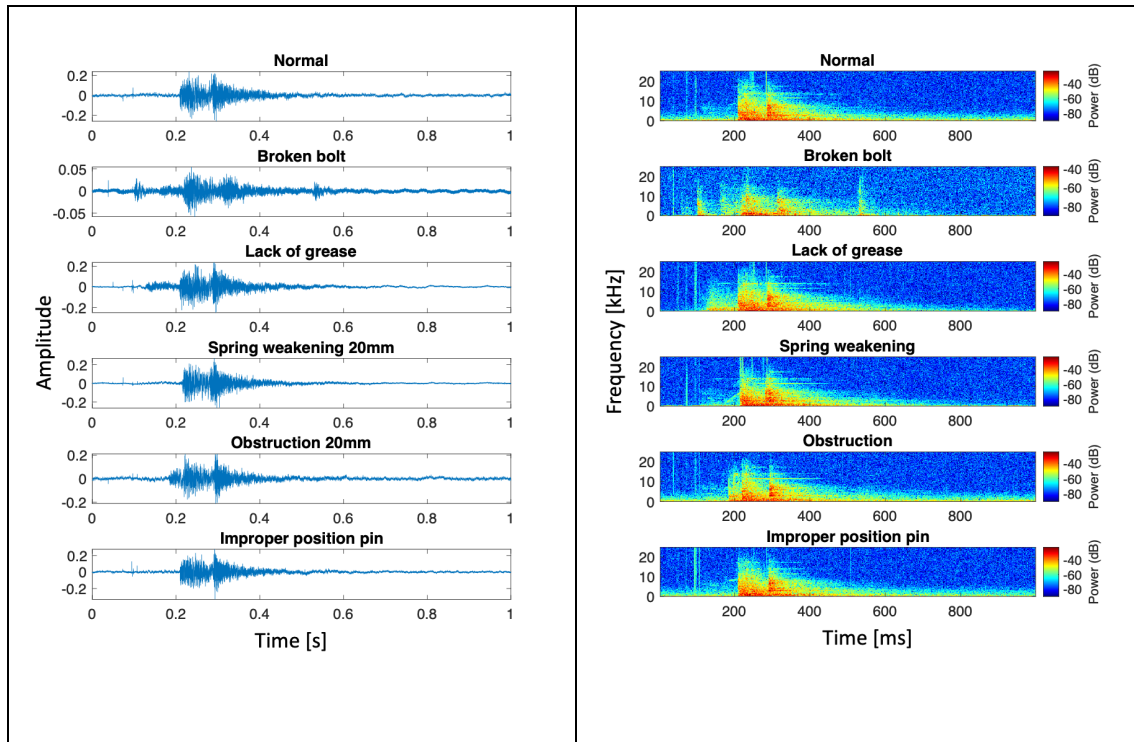 Normal
0.2
0
-0.2
0 0.2 0.4 0.6 0.8 1
Broken bolt
0.05
0
-0.05
0 0.2 0.4 0.6 0.8 1
Lack of grease
0.2
0
-0.2
0 0.2 0.4 0.6 0.8 1
Spring weakening 20mm
0.2
0
-0.2
0 0.2 0.4 0.6 0.8 1
Obstruction 20mm
0.2
0
-0.2
0 0.2 0.4 0.6 0.8 1
Improper position pin
0.2
0
-0.2
0 0.2 0.4 0.6 0.8 1
Amplitude
Time [s]
Normal
20
10
0
200 400 600 800
-40
-60
-80
Power (dB)
Broken bolt
20
10
0
200 400 600 800
-40
-60
-80
Power (dB)
Lack of grease
20
10
0
200 400 600 800
-40
-60
-80
Power (dB)
Spring weakening
20
10
0
200 400 600 800
-40
-60
-80
Power (dB)
Obstruction
20
10
0
200 400 600 800
-40
-60
-80
Power (dB)
Improper position pin
20
10
0
200 400 600 800
-40
-60
-80
Power (dB)
Frequency [kHz]
Time [ms]